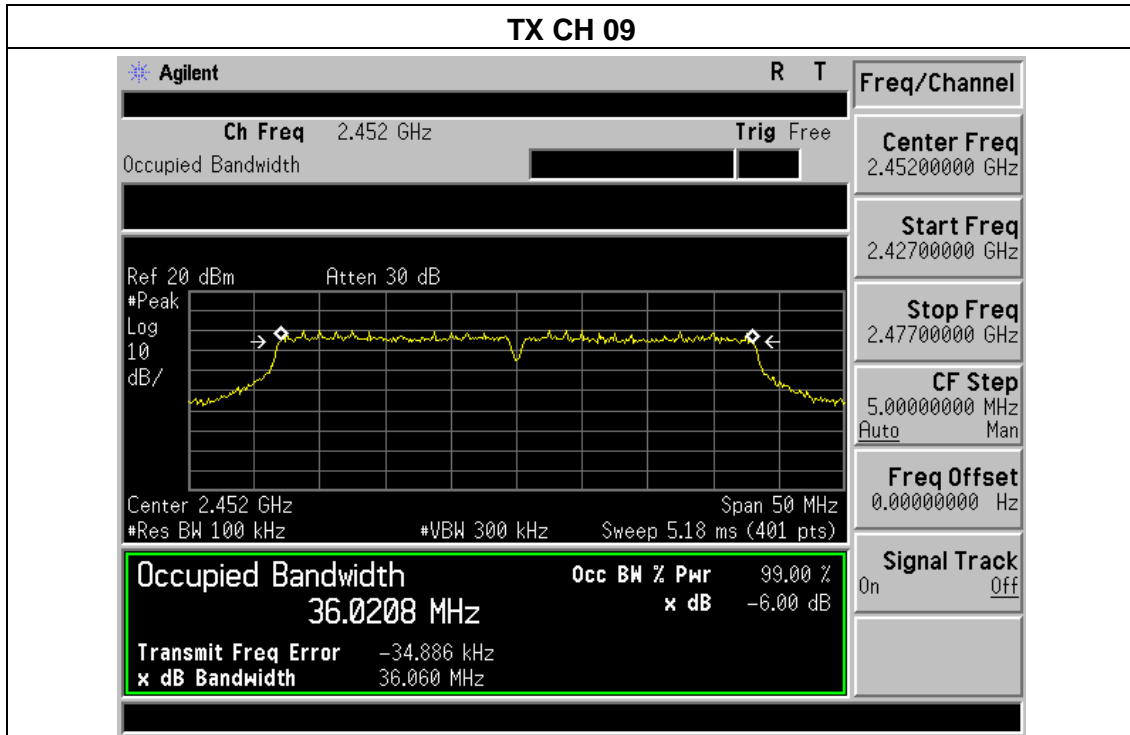 TX CH 09
Agilent R T
Ch Freq 2.452 GHz Trig Free
Occupied Bandwidth
Ref 20 dBm Atten 30 dB
#Peak
Log
10
dB/
Center 2.452 GHz Span 50 MHz
#Res BW 100 kHz #VBW 300 kHz Sweep 5.18 ms (401 pts)
Occupied Bandwidth Occ BW % Pwr 99.00 %
36.0208 MHz x dB -6.00 dB
Transmit Freq Error -34.886 kHz
x dB Bandwidth 36.060 MHz
Freq/Channel
Center Freq
2.45200000 GHz
Start Freq
2.42700000 GHz
Stop Freq
2.47700000 GHz
CF Step
5.00000000 MHz
Auto Man
Freq Offset
0.00000000 Hz
Signal Track
On Off